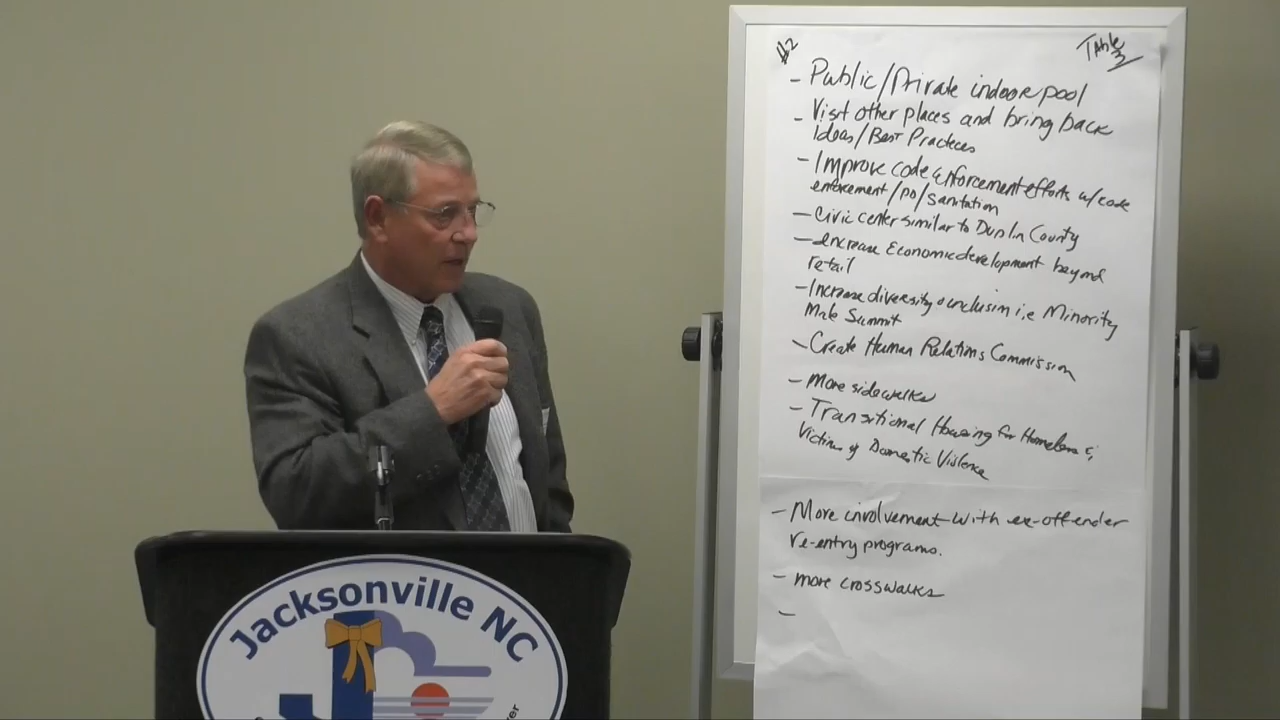 #2
Table 3
- Public/Private indoor pool
- Visit other places and bring back
Ideas/Best Practices
- Improve code enforcement efforts w/code
enforcement/PD/sanitation
- Civic center similar to Duplin County
- Increase Economic development beyond
retail
- Increase diversity & inclusion i.e Minority
Male Summit
- Create Human Relations Commission
- More sidewalks
- Transitional Housing for Homeless &
Victims of Domestic Violence
- More involvement with ex-offender
re-entry programs.
- more crosswalks
-
Jacksonville NC